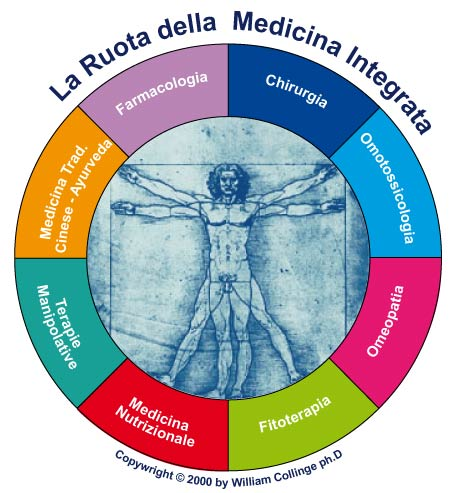 La Ruota della Medicina Integrata
Chirurgia
Omotossicologia
Omeopatia
Fitoterapia
Medicina
Nutrizionale
Terapie
Manipolative
Medicina Trad.
Cinese - Ayurveda
Farmacologia
Copywright © 2000 by William Collinge ph.D